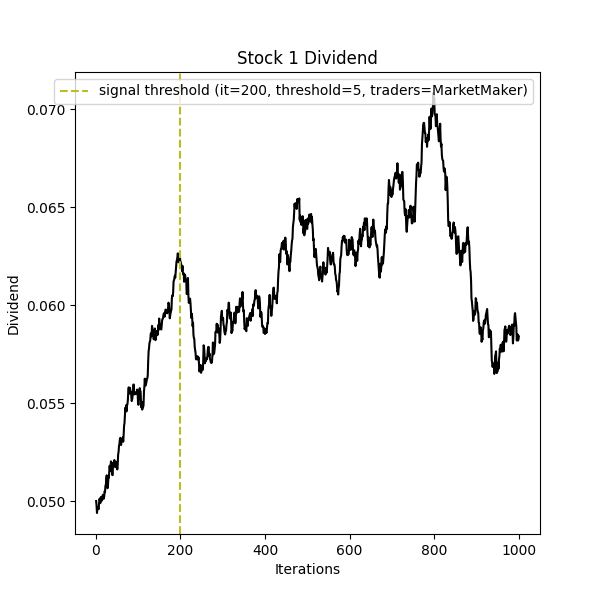 Stock 1 Dividend
signal threshold (it=200, threshold=5, traders=MarketMaker)
0.070
0.065
0.060
0.055
0.050
Dividend
0 200 400 600 800 1000
Iterations